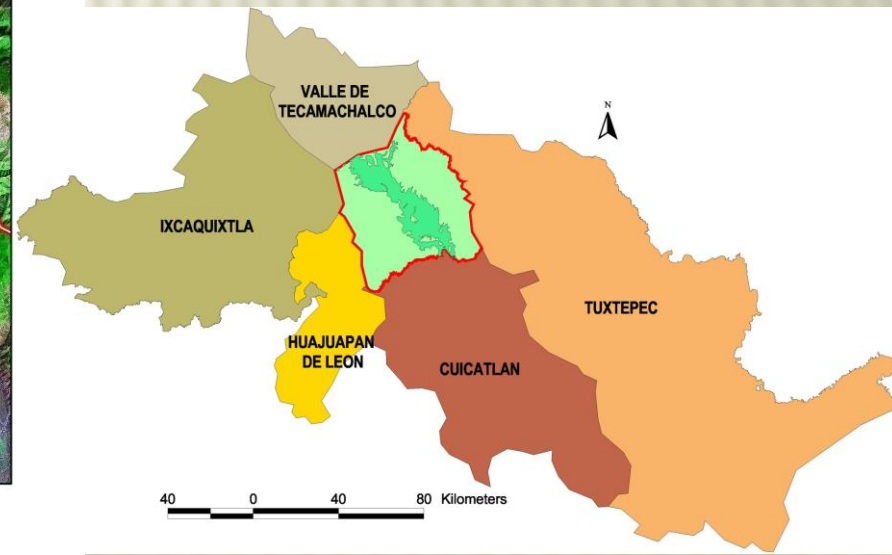 VALLE DE
TECAMACHALCO
N
IXCAQUIXTLA
TUXTEPEC
HUAJUAPAN
DE LEON
CUICATLAN
40 0 40 80 Kilometers